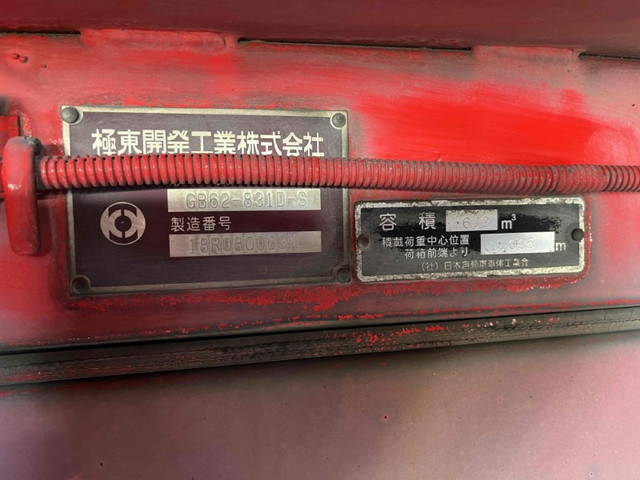 極東開発工業株式会社
GB62-831D-S
製造番号
容積 m³
積載荷重中心位置
荷箱前端より m
(社)日本自動車車体工業会